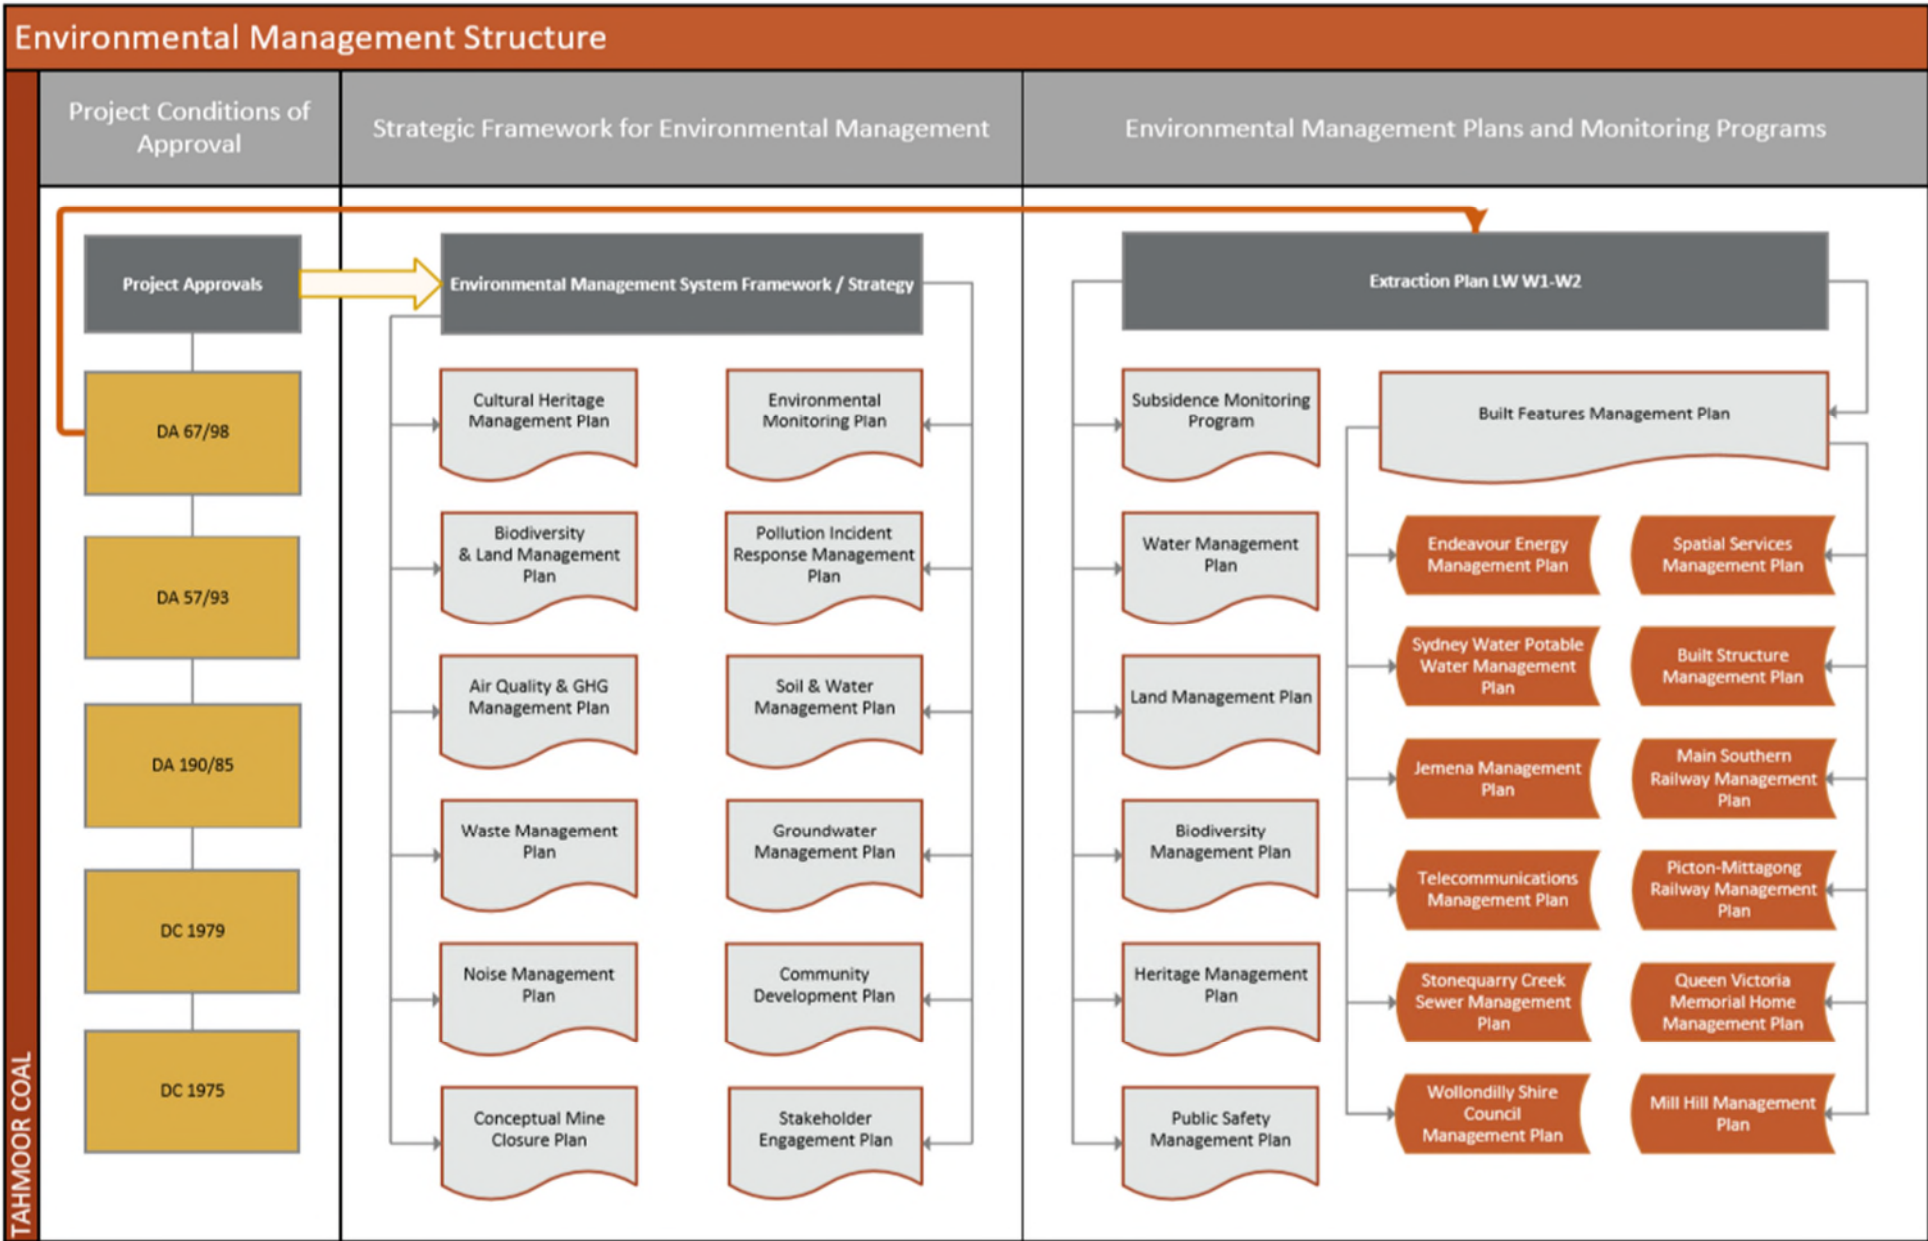 Environmental Management Structure
TAHMOOR COAL
Project Conditions of
Approval
Strategic Framework for Environmental Management
Environmental Management Plans and Monitoring Programs
Project Approvals
DA 67/98
DA 57/93
DA 190/85
DC 1979
DC 1975
Environmental Management System Framework / Strategy
Cultural Heritage
Management Plan
Biodiversity
& Land Management
Plan
Air Quality & GHG
Management Plan
Waste Management
Plan
Noise Management
Plan
Conceptual Mine
Closure Plan
Environmental
Monitoring Plan
Pollution Incident
Response Management
Plan
Soil & Water
Management Plan
Groundwater
Management Plan
Community
Development Plan
Stakeholder
Engagement Plan
Extraction Plan LW W1-W2
Subsidence Monitoring
Program
Water Management
Plan
Land Management Plan
Biodiversity
Management Plan
Heritage Management
Plan
Public Safety
Management Plan
Built Features Management Plan
Endeavour Energy
Management Plan
Sydney Water Potable
Water Management
Plan
Jemena Management
Plan
Telecommunications
Management Plan
Stonequarry Creek
Sewer Management
Plan
Wollondilly Shire
Council
Management Plan
Spatial Services
Management Plan
Built Structure
Management Plan
Main Southern
Railway Management
Plan
Picton-Mittagong
Railway Management
Plan
Queen Victoria
Memorial Home
Management Plan
Mill Hill Management
Plan